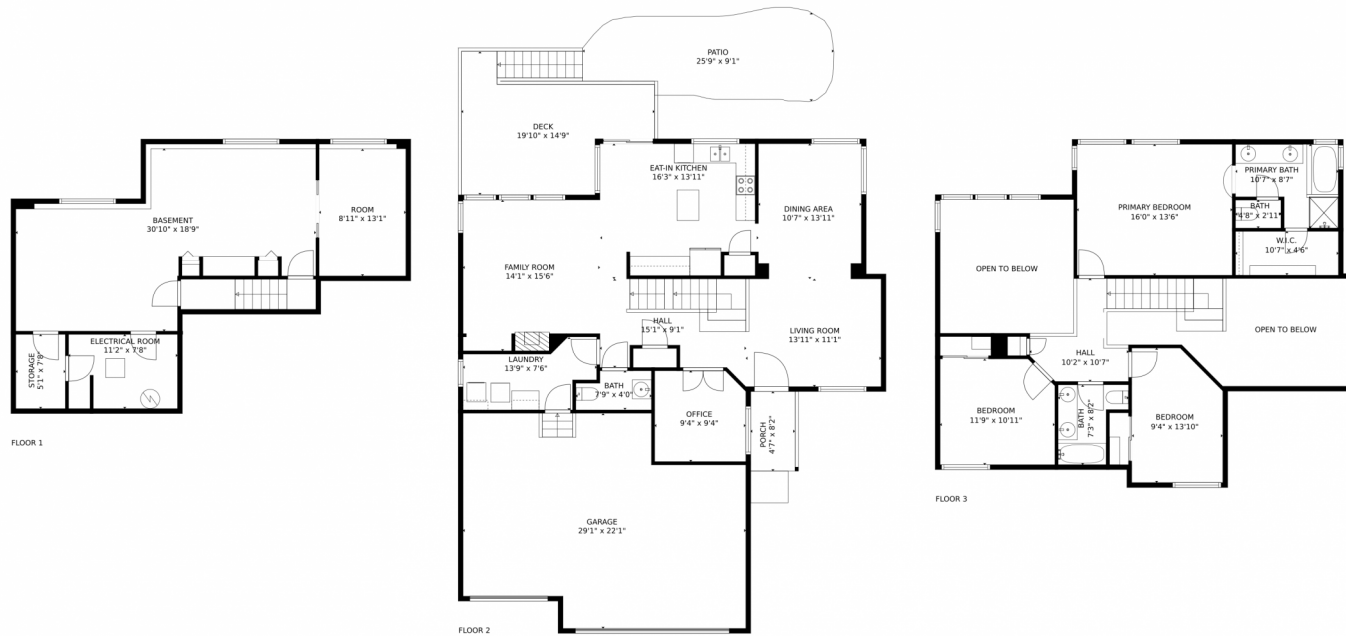 BASEMENT
30'10" x 18'9"
ROOM
8'11" x 13'1"
STORAGE
5'1" x 7'8"
ELECTRICAL ROOM
11'2" x 7'8"
FLOOR 1
PATIO
25'9" x 9'1"
DECK
19'10" x 14'9"
EAT-IN KITCHEN
16'3" x 13'11"
DINING AREA
10'7" x 13'11"
FAMILY ROOM
14'1" x 15'6"
HALL
15'1" x 9'1"
LIVING ROOM
13'11" x 11'1"
LAUNDRY
13'9" x 7'6"
BATH
7'9" x 4'0"
OFFICE
9'4" x 9'4"
PORCH
4'7" x 8'2"
GARAGE
29'1" x 22'1"
FLOOR 2
PRIMARY BEDROOM
16'0" x 13'6"
PRIMARY BATH
10'7" x 8'7"
BATH
4'8" x 2'11"
W.I.C.
10'7" x 4'6"
OPEN TO BELOW
OPEN TO BELOW
HALL
10'2" x 10'7"
BEDROOM
11'9" x 10'11"
BATH
7'3" x 8'2"
BEDROOM
9'4" x 13'10"
FLOOR 3